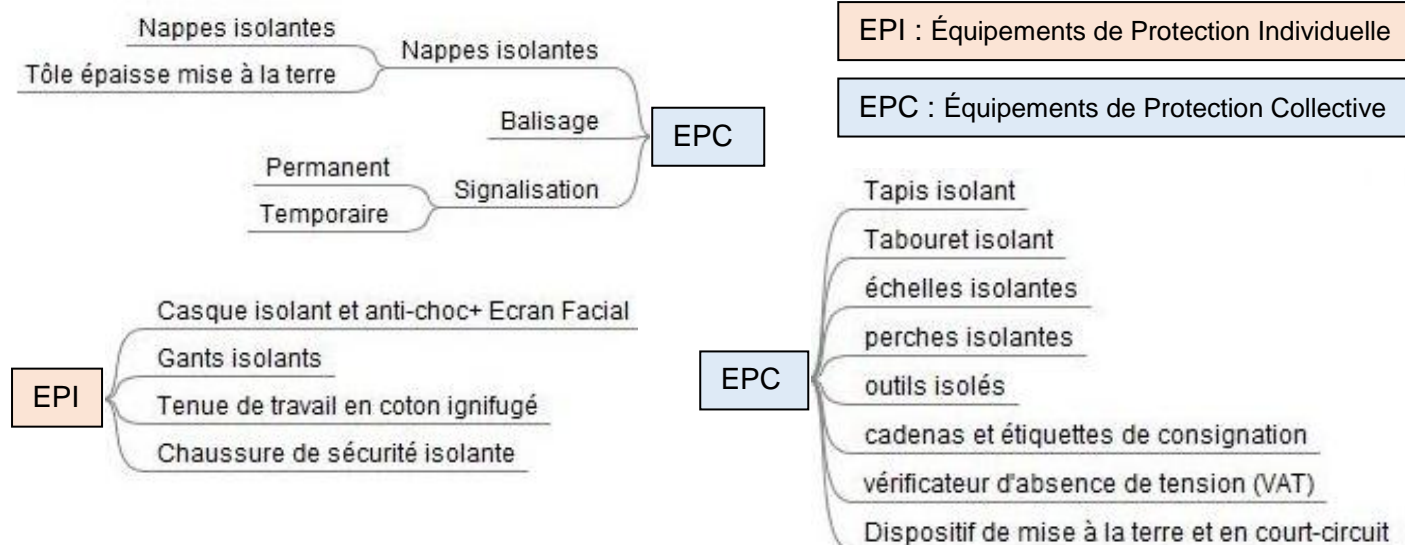 Nappes isolantes
Tôle épaisse mise à la terre
Nappes isolantes
Balisage
Permanent
Temporaire
Signalisation
EPC
EPI : Équipements de Protection Individuelle
EPC : Équipements de Protection Collective
EPI
Casque isolant et anti-choc+ Ecran Facial
Gants isolants
Tenue de travail en coton ignifugé
Chaussure de sécurité isolante
EPC
Tapis isolant
Tabouret isolant
échelles isolantes
perches isolantes
outils isolés
cadenas et étiquettes de consignation
vérificateur d'absence de tension (VAT)
Dispositif de mise à la terre et en court-circuit